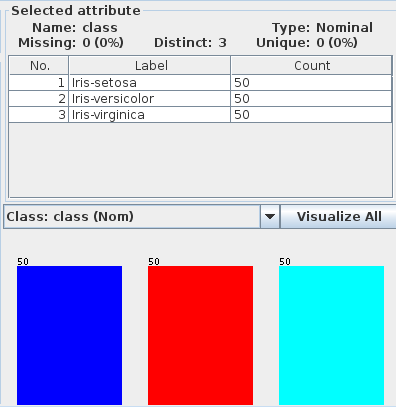 Selected attribute
Name: class Type: Nominal
Missing: 0 (0%) Distinct: 3 Unique: 0 (0%)
No. Label Count
1 Iris-setosa 50
2 Iris-versicolor 50
3 Iris-virginica 50
Class: class (Nom) Visualize All
50 50 50